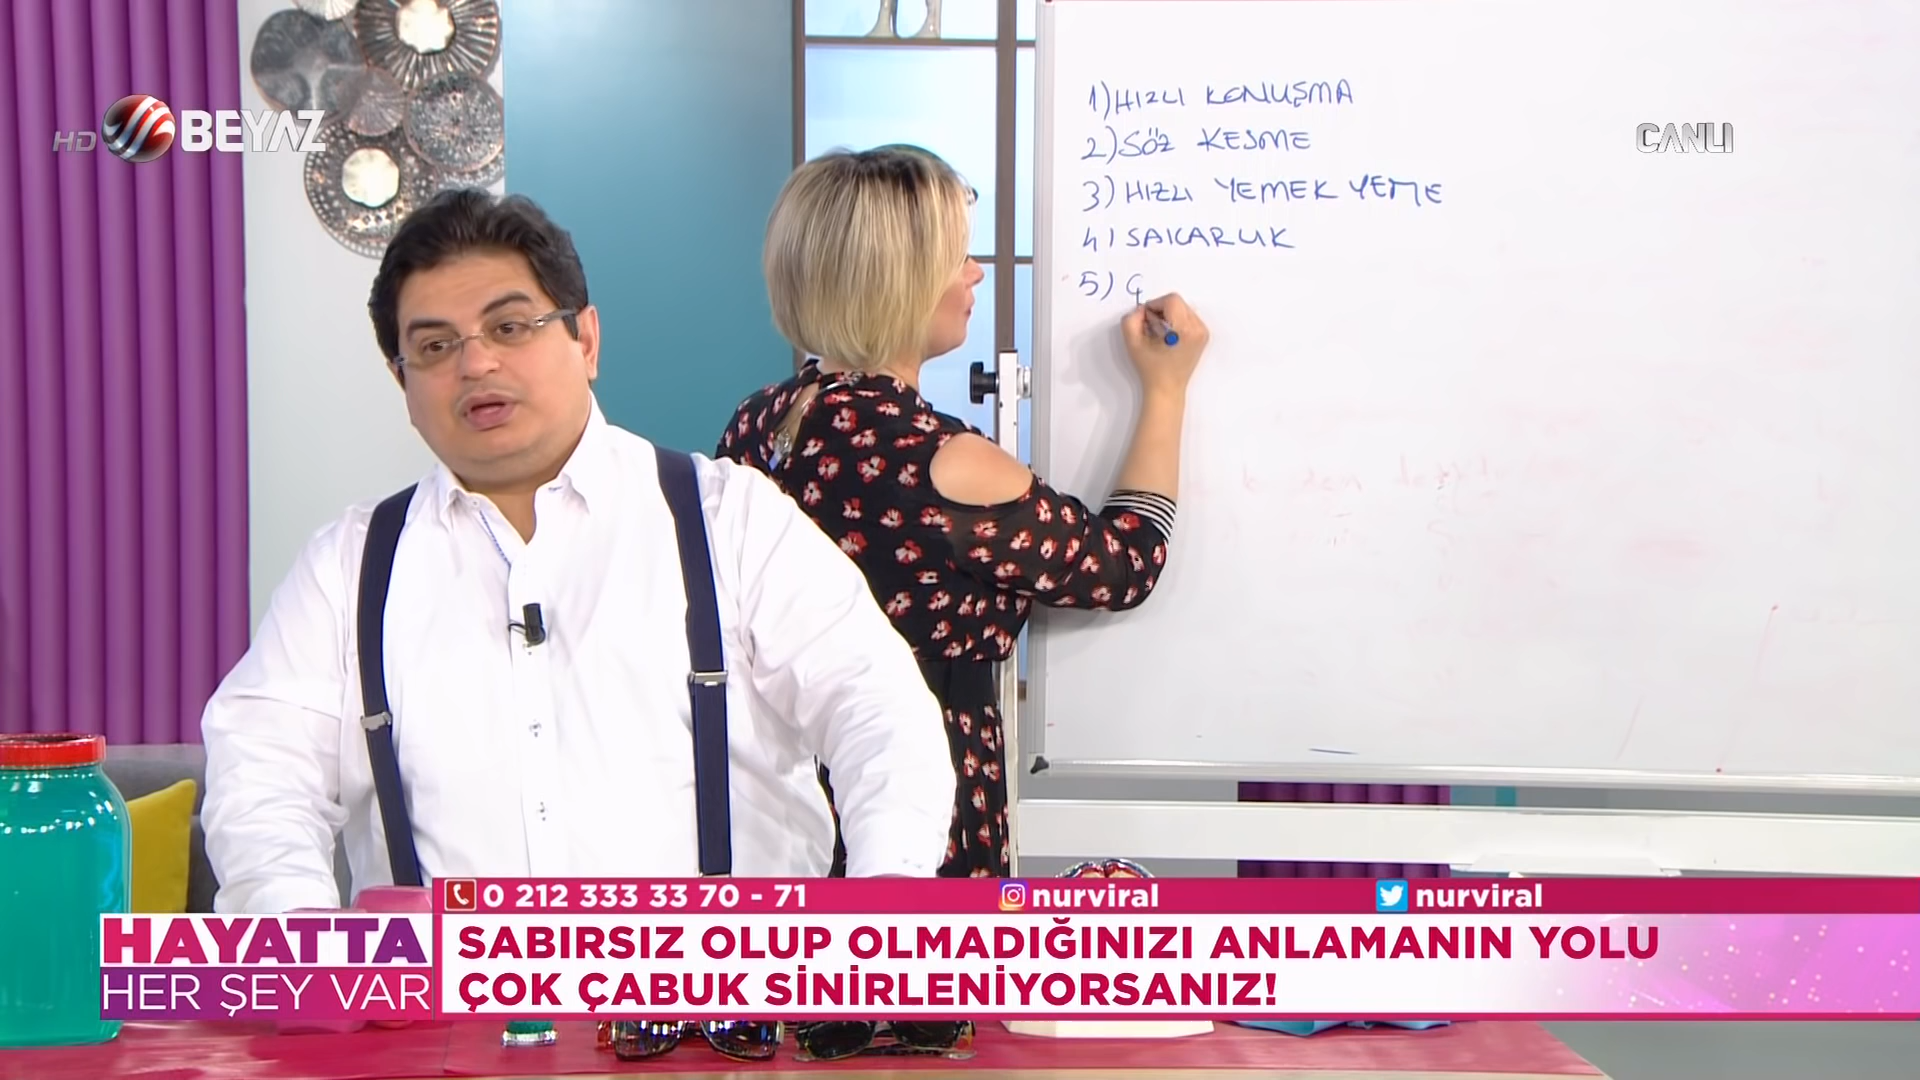 HD BEYAZ
CANLI
1) HIZLI KONUŞMA
2) SÖZ KESME
3) HIZLI YEMEK YEME
4) SAKARLIK
5) Ç
0 212 333 33 70 - 71
nurviral
nurviral
HAYATTA
HER ŞEY VAR
SABIRSIZ OLUP OLMADIĞINIZI ANLAMANIN YOLU
ÇOK ÇABUK SİNİRLENİYORSANIZ!